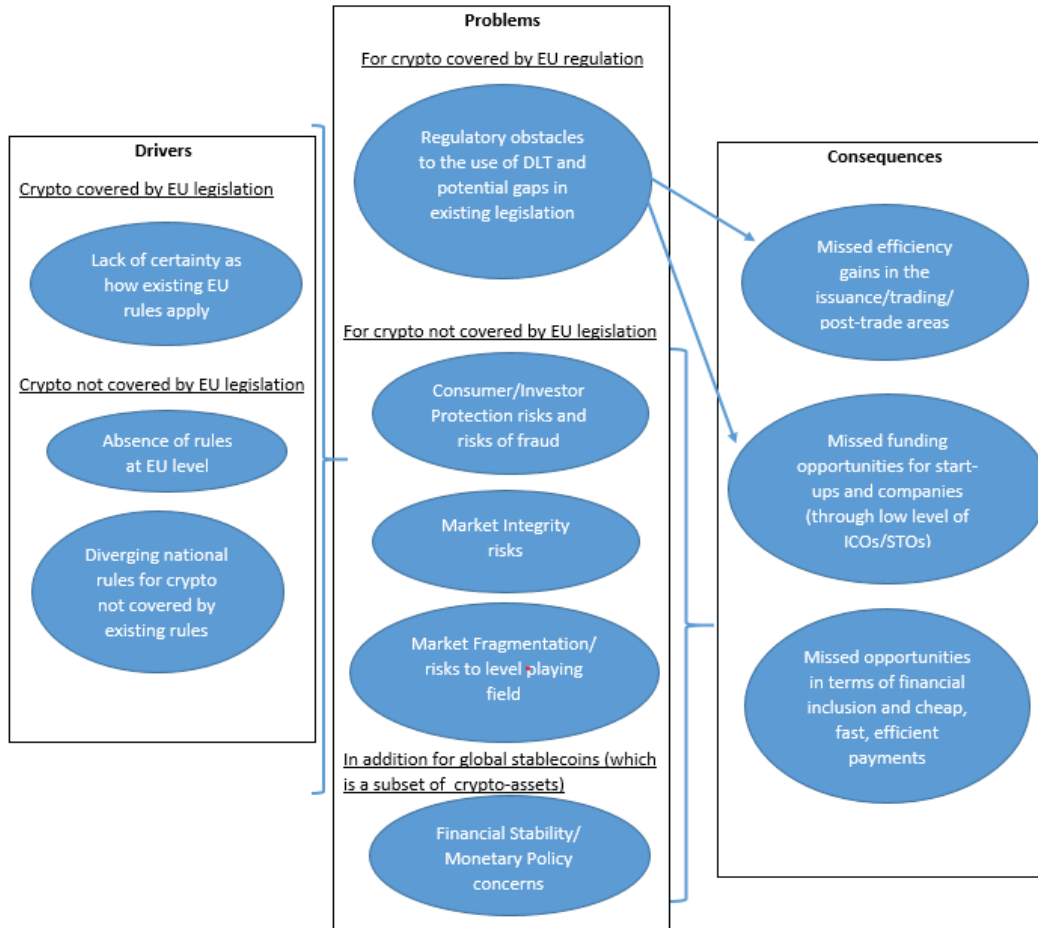 Drivers
Crypto covered by EU legislation
Lack of certainty as
how existing EU
rules apply
Crypto not covered by EU legislation
Absence of rules
at EU level
Diverging national
rules for crypto
not covered by
existing rules
Problems
For crypto covered by EU regulation
Regulatory obstacles
to the use of DLT and
potential gaps in
existing legislation
For crypto not covered by EU legislation
Consumer/Investor
Protection risks and
risks of fraud
Market Integrity
risks
Market Fragmentation/
risks to level playing
field
In addition for global stablecoins (which
is a subset of crypto-assets)
Financial Stability/
Monetary Policy
concerns
Consequences
Missed efficiency
gains in the
issuance/trading/
post-trade areas
Missed funding
opportunities for start-
ups and companies
(through low level of
ICOs/STOs)
Missed opportunities
in terms of financial
inclusion and cheap,
fast, efficient
payments